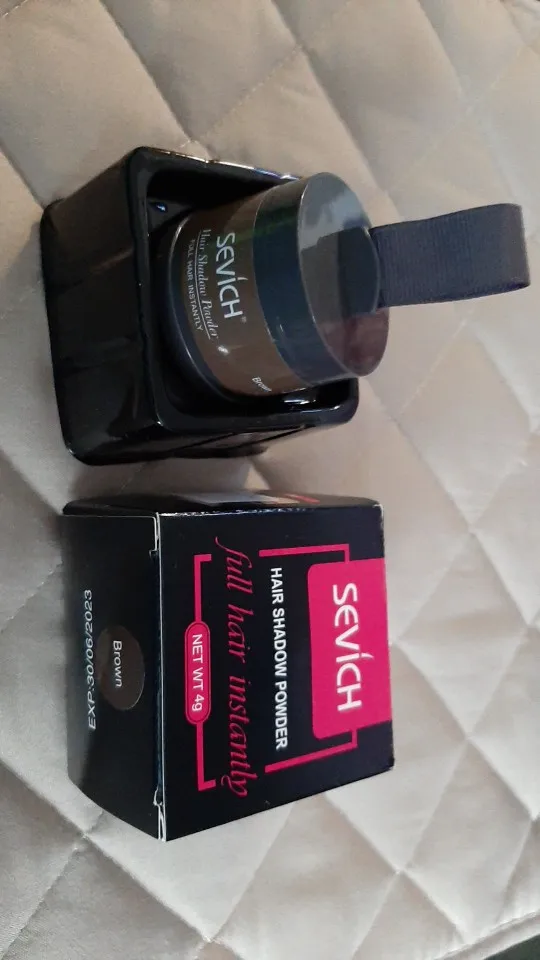 SEVICH®
Hair Shadow Powder
FULL HAIR INSTANTLY
Brown
SEVICH
HAIR SHADOW POWDER
full hair instantly
NET WT 4g
Brown
EXP:30/06/2023